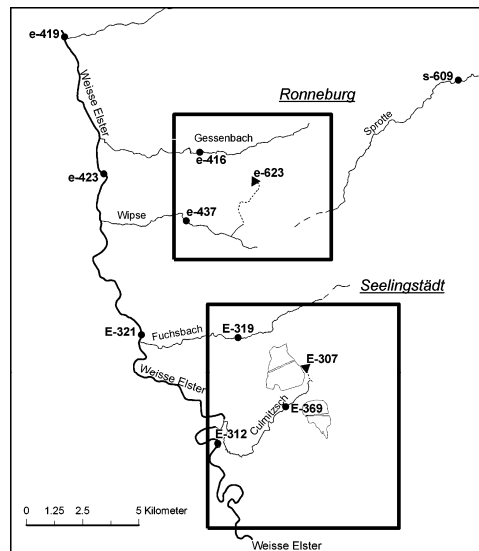 e-419
s-609
Weisse Elster
Ronneburg
Sprotte
Gessenbach
e-416
e-623
e-423
Wipse
e-437
Seelingstädt
E-321
Fuchsbach
E-319
E-307
Weisse Elster
Culmitzsch
E-369
E-312
0 1.25 2.5 5 Kilometer
Weisse Elster